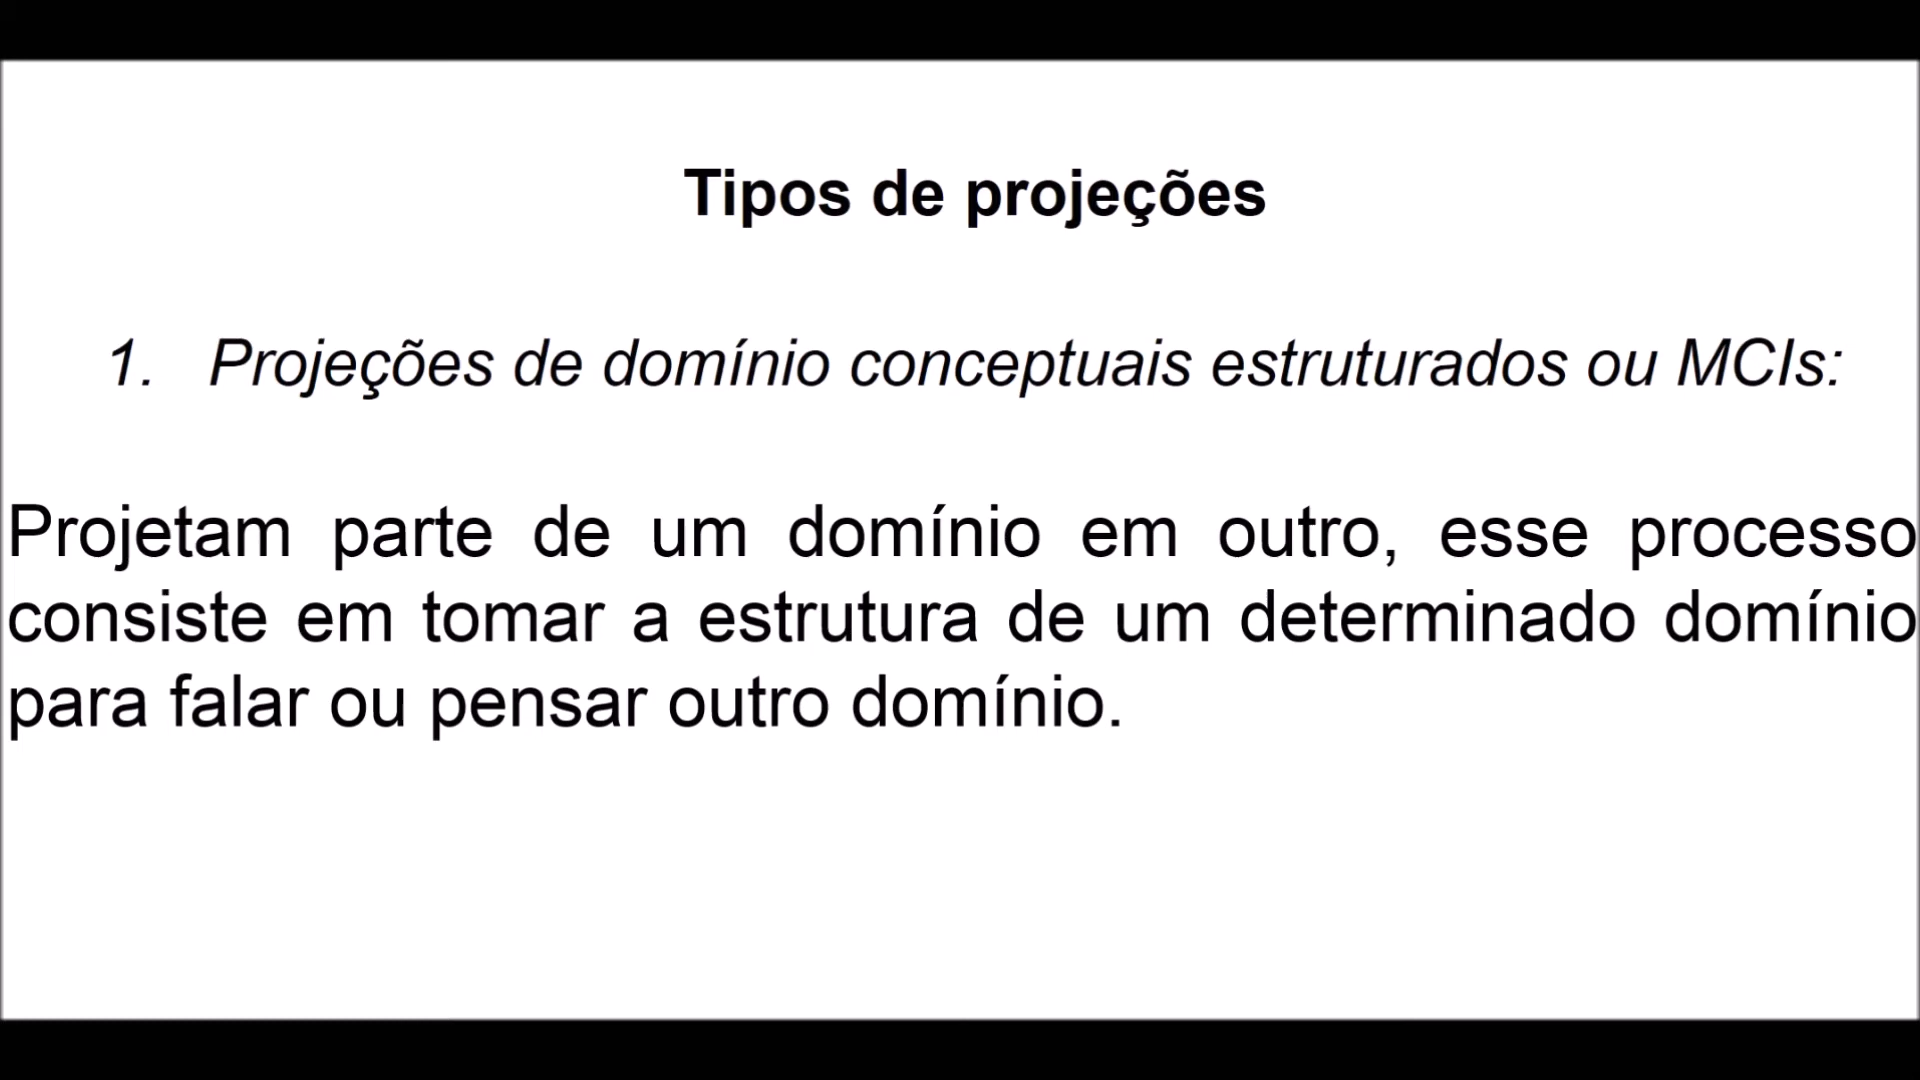 Tipos de projeções
1. Projeções de domínio conceptuais estruturados ou MCIs:
Projetam parte de um domínio em outro, esse processo
consiste em tomar a estrutura de um determinado domínio
para falar ou pensar outro domínio.